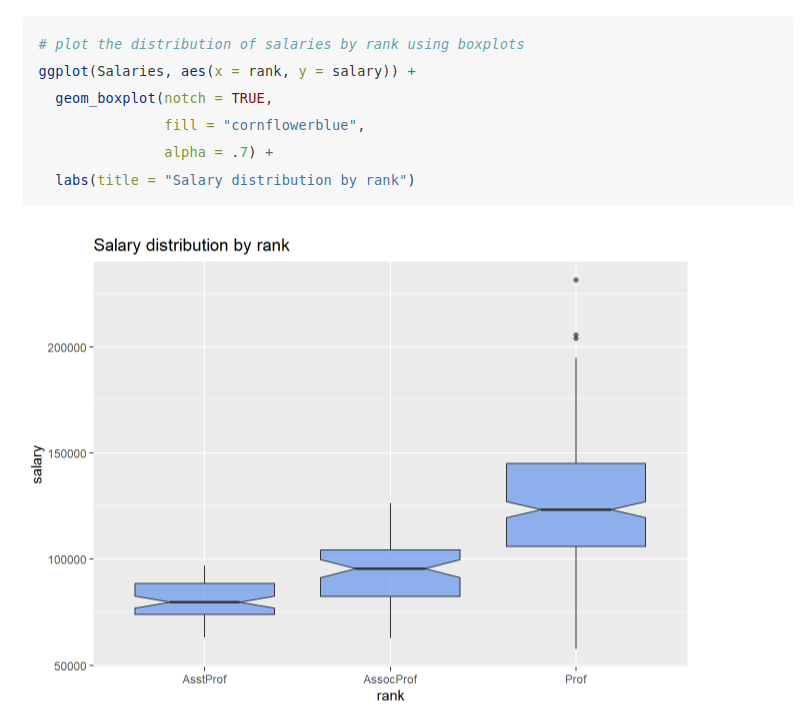 # plot the distribution of salaries by rank using boxplots
ggplot(Salaries, aes(x = rank, y = salary)) +
  geom_boxplot(notch = TRUE,
               fill = "cornflowerblue",
               alpha = .7) +
  labs(title = "Salary distribution by rank")
Salary distribution by rank
200000
150000
100000
50000
salary
AsstProf AssocProf Prof
rank